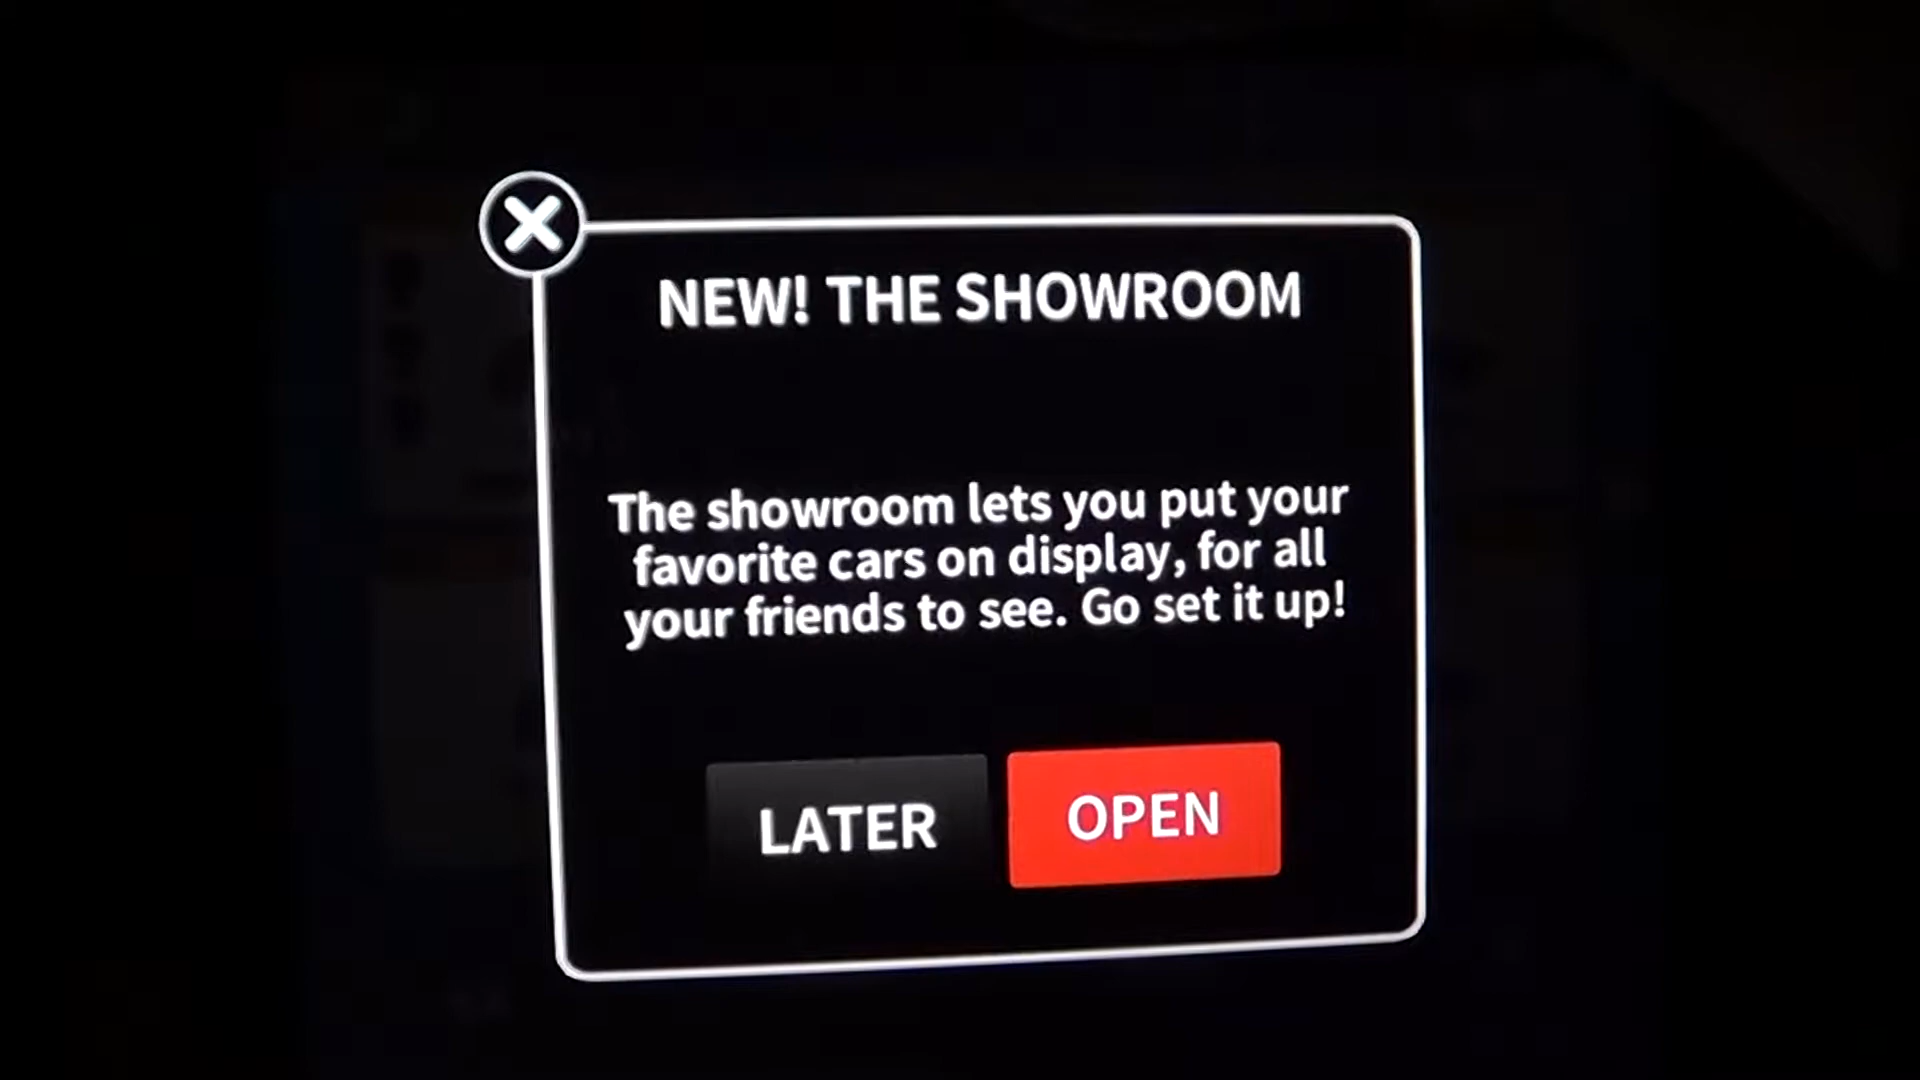 NEW! THE SHOWROOM
The showroom lets you put your
favorite cars on display, for all
your friends to see. Go set it up!
LATER
OPEN